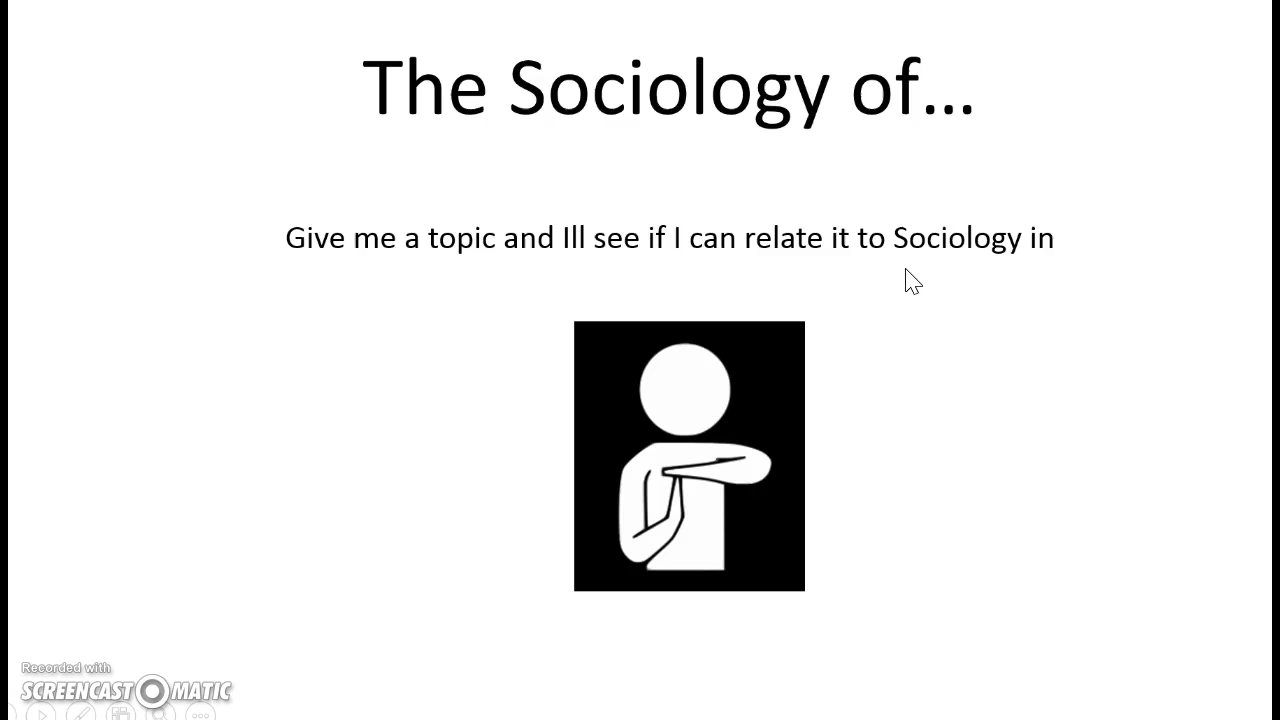 The Sociology of...
Give me a topic and Ill see if I can relate it to Sociology in
Recorded with
SCREENCAST MATIC